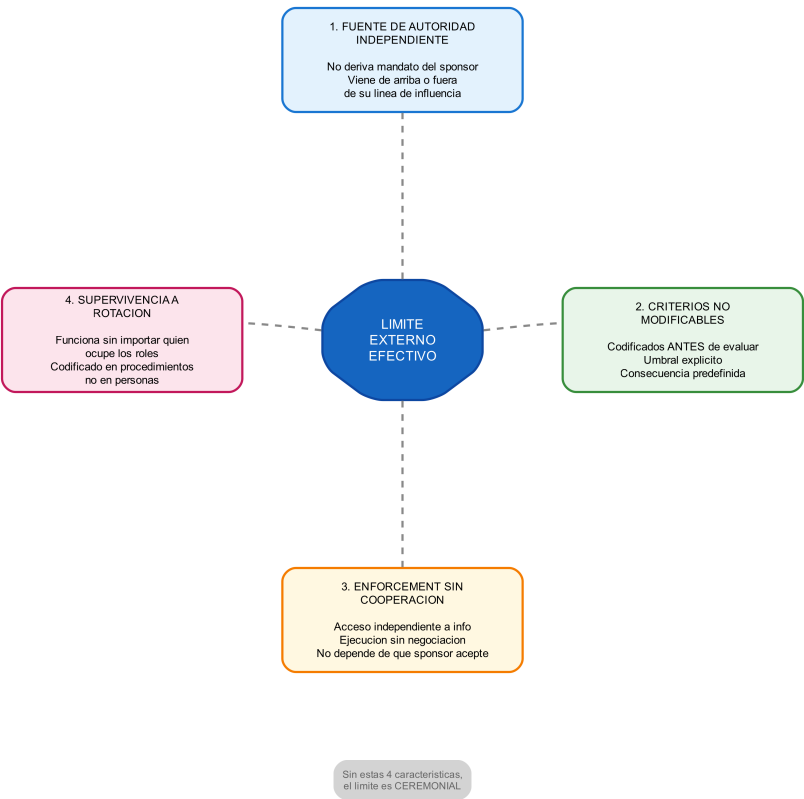 1. FUENTE DE AUTORIDAD
INDEPENDIENTE
No deriva mandato del sponsor
Viene de arriba o fuera
de su linea de influencia
4. SUPERVIVENCIA A
ROTACION
Funciona sin importar quien
ocupe los roles
Codificado en procedimientos
no en personas
LIMITE
EXTERNO
EFECTIVO
2. CRITERIOS NO
MODIFICABLES
Codificados ANTES de evaluar
Umbral explicito
Consecuencia predefinida
3. ENFORCEMENT SIN
COOPERACION
Acceso independiente a info
Ejecucion sin negociacion
No depende de que sponsor acepte
Sin estas 4 caracteristicas,
el limite es CEREMONIAL